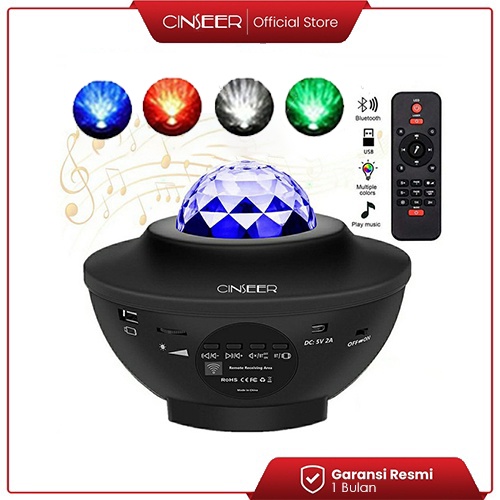 CINSEER | Official Store
Bluetooth
USB
Multiple
colors
Play music
CINSEER
DC: 5V 2A
OFF ON
Remote Receiving Area
RoHS
Made in China
Garansi Resmi
1 Bulan